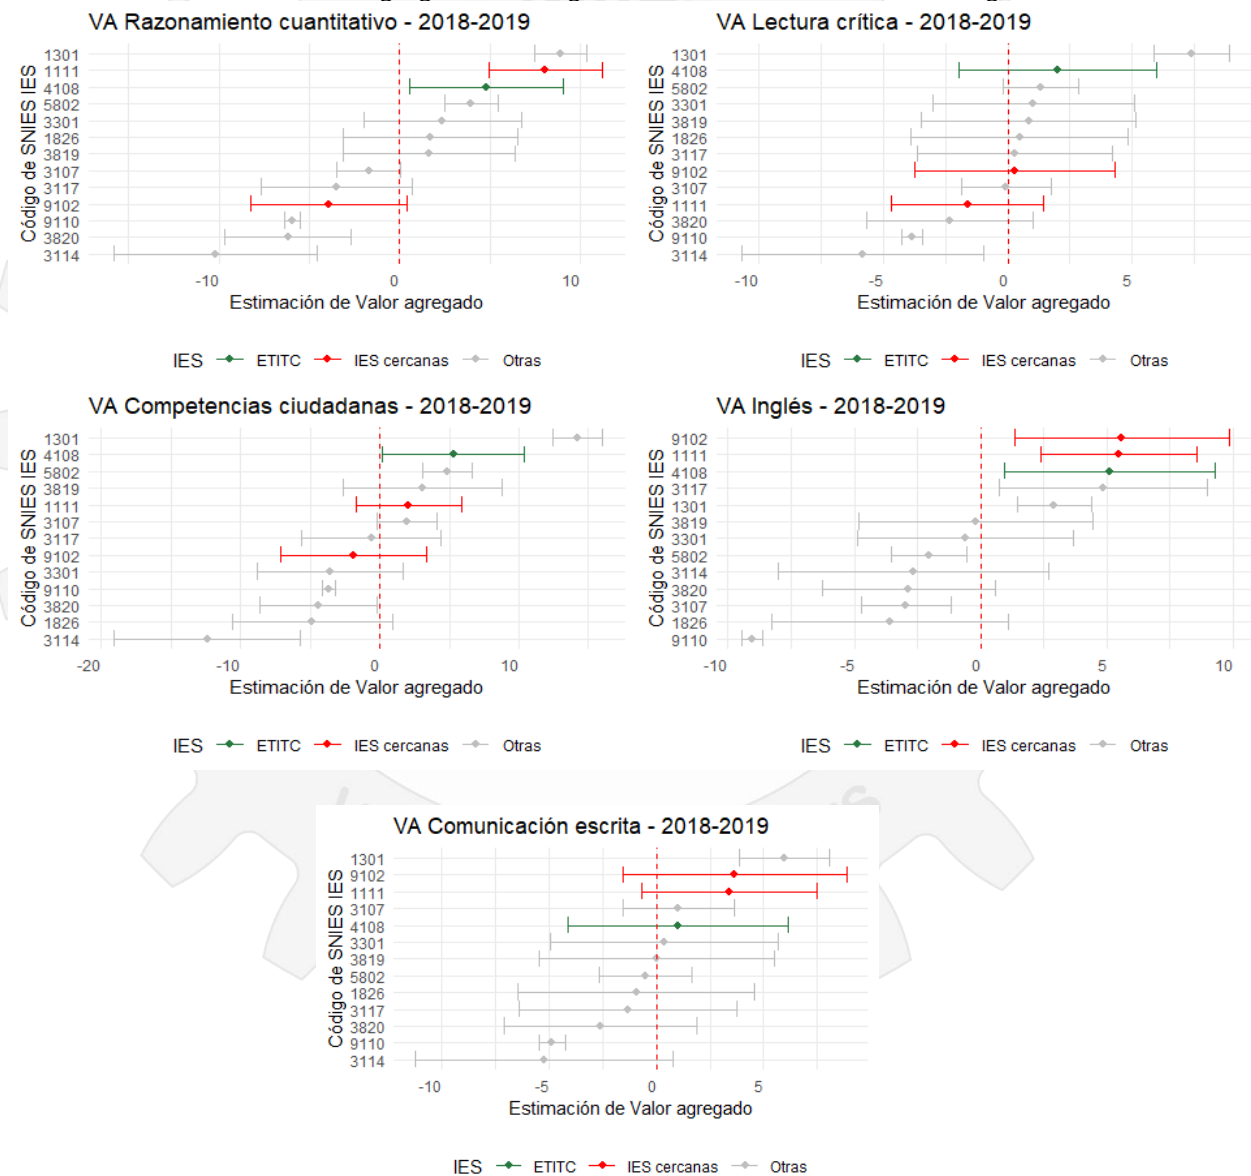 VA Razonamiento cuantitativo - 2018-2019
Código de SNIES IES
1301
1111
4108
5802
3301
1826
3819
3107
3117
9102
9110
3820
3114
-10 0 10
Estimación de Valor agregado
IES ETITC IES cercanas Otras
VA Lectura crítica - 2018-2019
Código de SNIES IES
1301
4108
5802
3301
3819
1826
3117
9102
3107
1111
3820
9110
3114
-10 -5 0 5
Estimación de Valor agregado
IES ETITC IES cercanas Otras
VA Competencias ciudadanas - 2018-2019
Código de SNIES IES
1301
4108
5802
3819
1111
3107
3117
9102
3301
9110
3820
1826
3114
-20 -10 0 10
Estimación de Valor agregado
IES ETITC IES cercanas Otras
VA Inglés - 2018-2019
Código de SNIES IES
9102
1111
4108
3117
1301
3819
3301
5802
3114
3820
3107
1826
9110
-10 -5 0 5 10
Estimación de Valor agregado
IES ETITC IES cercanas Otras
VA Comunicación escrita - 2018-2019
Código de SNIES IES
1301
9102
1111
3107
4108
3301
3819
5802
1826
3117
3820
9110
3114
-10 -5 0 5
Estimación de Valor agregado
IES ETITC IES cercanas Otras